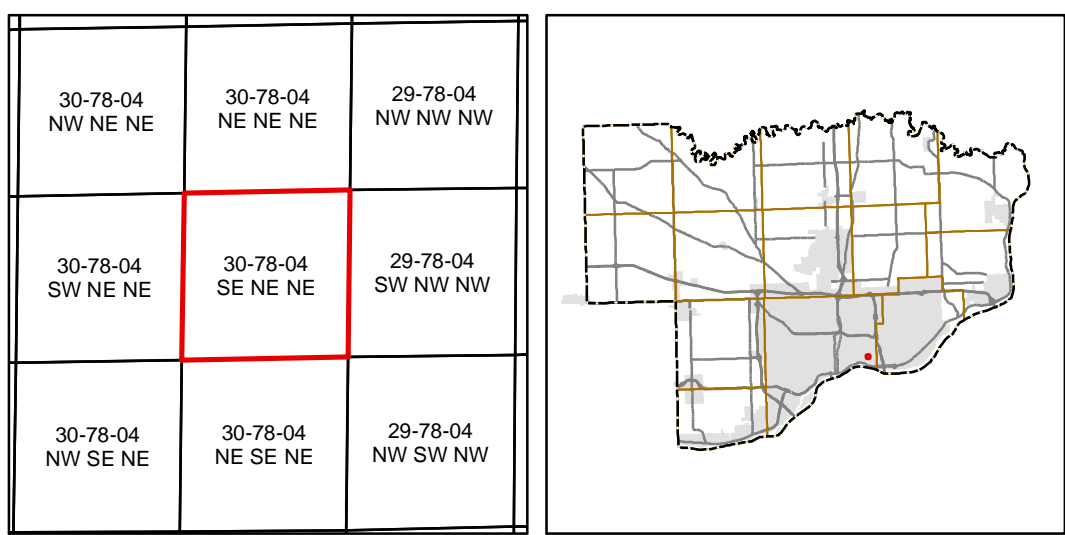 30-78-04
NW NE NE
30-78-04
NE NE NE
29-78-04
NW NW NW
30-78-04
SW NE NE
30-78-04
SE NE NE
29-78-04
SW NW NW
30-78-04
NW SE NE
30-78-04
NE SE NE
29-78-04
NW SW NW